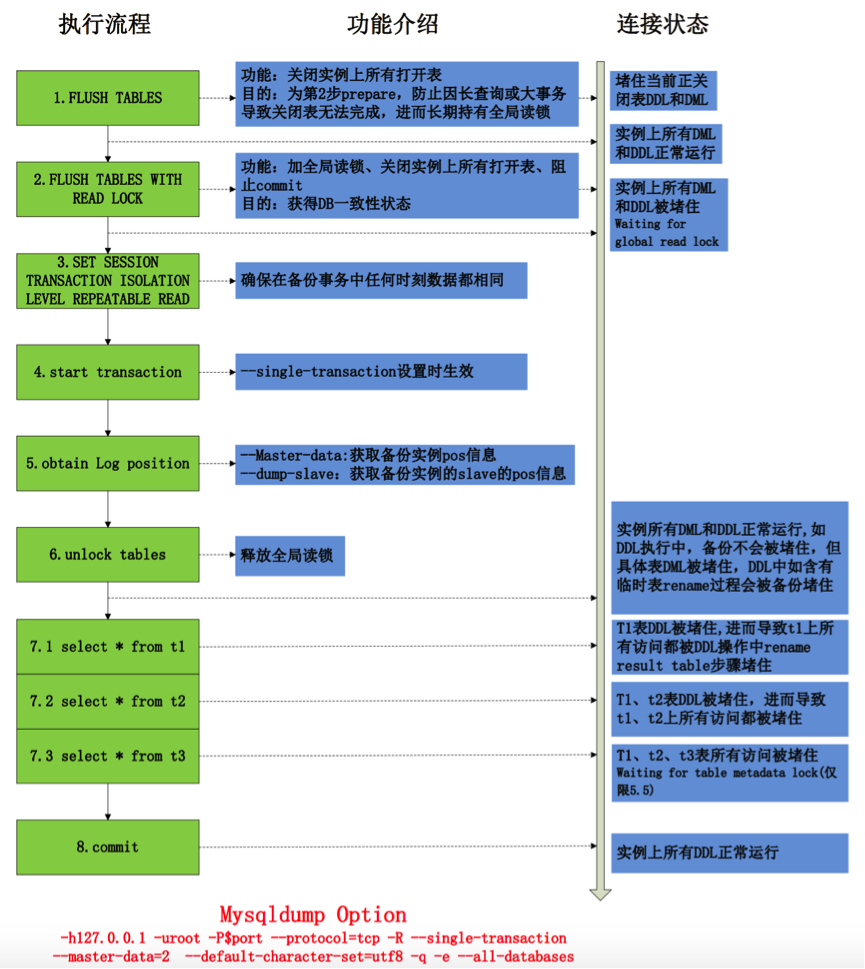 执行流程
功能介绍
连接状态
1.FLUSH TABLES
功能：关闭实例上所有打开表
目的：为第2步prepare，防止因长查询或大事务
导致关闭表无法完成，进而长期持有全局读锁
堵住当前正关
闭表DDL和DML
实例上所有DML
和DDL正常运行
2.FLUSH TABLES WITH
READ LOCK
功能：加全局读锁、关闭实例上所有打开表、阻
止commit
目的：获得DB一致性状态
实例上所有DML
和DDL被堵住
Waiting for
global read lock
3.SET SESSION
TRANSACTION ISOLATION
LEVEL REPEATABLE READ
确保在备份事务中任何时刻数据都相同
4.start transaction
--single-transaction设置时生效
5.obtain Log position
--Master-data:获取备份实例pos信息
--dump-slave：获取备份实例的slave的pos信息
6.unlock tables
释放全局读锁
实例所有DML和DDL正常运行,如
DDL执行中，备份不会被堵住，但
具体表DML被堵住，DDL中如含有
临时表rename过程会被备份堵住
7.1 select * from t1
T1表DDL被堵住,进而导致t1上所
有访问都被DDL操作中rename
result table步骤堵住
7.2 select * from t2
T1、t2表DDL被堵住，进而导致
t1、t2上所有访问都被堵住
7.3 select * from t3
T1、t2、t3表所有访问被堵住
Waiting for table metadata lock(仅
限5.5)
8.commit
实例上所有DDL正常运行
Mysqldump Option
-h127.0.0.1 -uroot -P$port --protocol=tcp -R --single-transaction
--master-data=2 --default-character-set=utf8 -q -e --all-databases